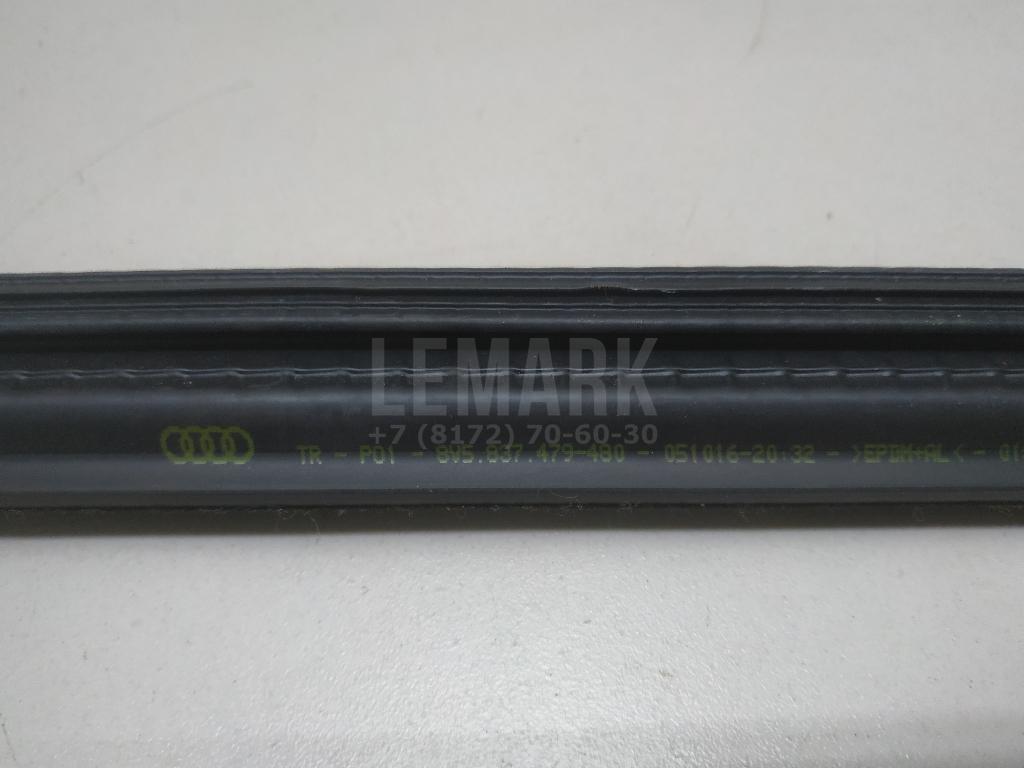 LEMARK
+7 (8172) 70-60-30
TR - P01 - 8V5.837.479-480 - 051016-20:32 - >EPDM+AL< -